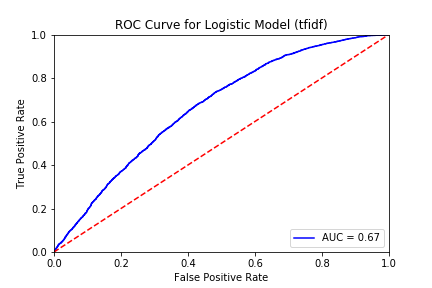 ROC Curve for Logistic Model (tfidf)
True Positive Rate
1.0
0.8
0.6
0.4
0.2
0.0
AUC = 0.67
0.0 0.2 0.4 0.6 0.8 1.0
False Positive Rate